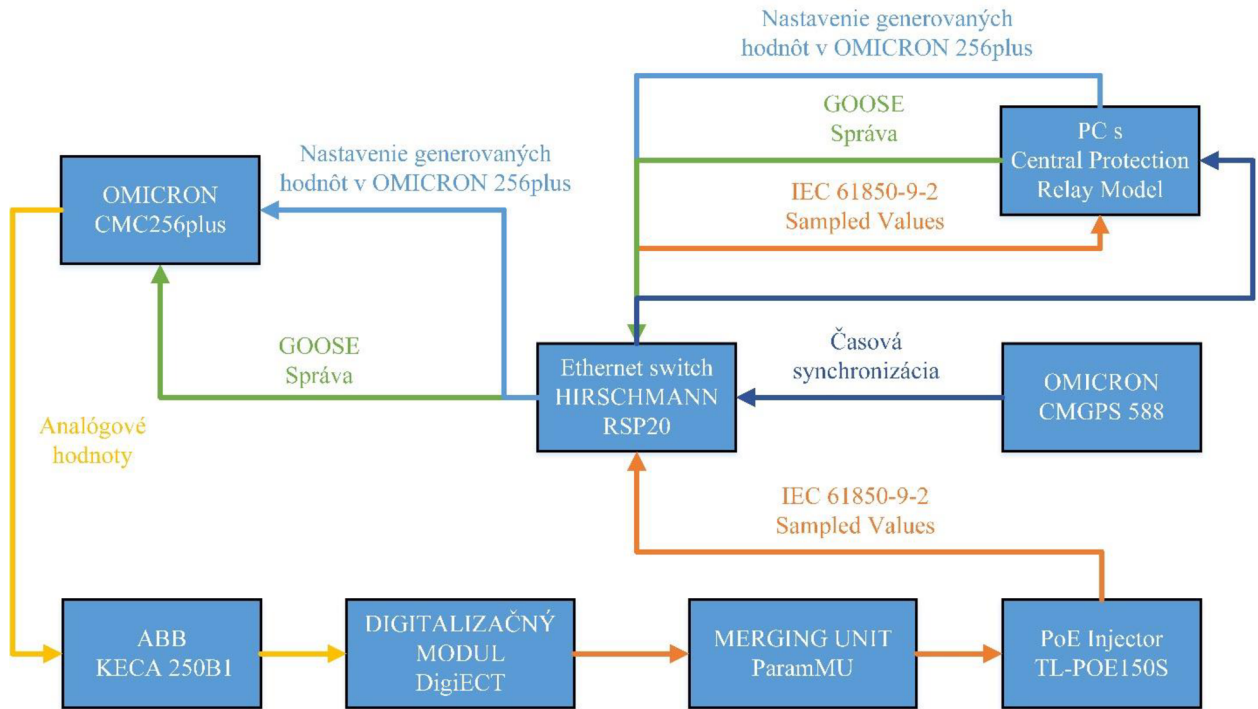 Nastavenie generovaných
hodnôt v OMICRON 256plus
GOOSE
Správa
PC s
Central Protection
Relay Model
Nastavenie generovaných
hodnôt v OMICRON 256plus
OMICRON
CMC256plus
IEC 61850-9-2
Sampled Values
GOOSE
Správa
Ethernet switch
HIRSCHMANN
RSP20
Časová
synchronizácia
OMICRON
CMGPS 588
Analógové
hodnoty
IEC 61850-9-2
Sampled Values
ABB
KECA 250B1
DIGITALIZAČNÝ
MODUL
DigiECT
MERGING UNIT
ParamMU
PoE Injector
TL-POE150S